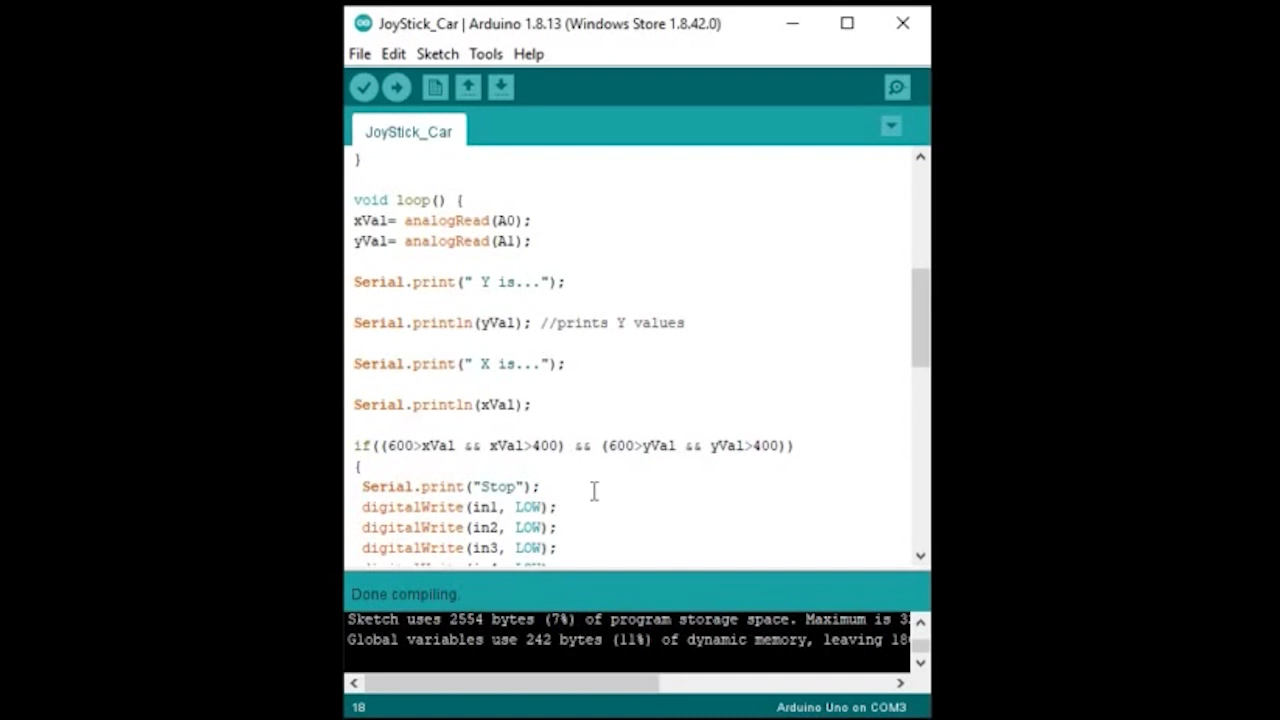 JoyStick_Car | Arduino 1.8.13 (Windows Store 1.8.42.0)
File Edit Sketch Tools Help
JoyStick_Car
}
void loop() {
xVal= analogRead(A0);
yVal= analogRead(A1);
Serial.print(" Y is...");
Serial.println(yVal); //prints Y values
Serial.print(" X is...");
Serial.println(xVal);
if((600>xVal && xVal>400) && (600>yVal && yVal>400))
{
Serial.print("Stop");
digitalWrite(in1, LOW);
digitalWrite(in2, LOW);
digitalWrite(in3, LOW);
Done compiling.
Sketch uses 2554 bytes (7%) of program storage space. Maximum is
Global variables use 242 bytes (11%) of dynamic memory, leaving
18
Arduino Uno on COM3